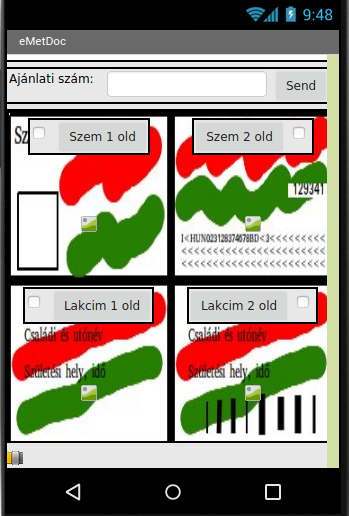 9:48
eMetDoc
Ajánlati szám:
Send
Sz
Szem 1 old
Szem 2 old
129341
I<HUN023128374678BD<3<<<<<<<<
<<<<<<<<<<<<<<<<<<
<<<<<<<<<<<<<<<<<<
Lakcim 1 old
Lakcim 2 old
Családi és utónév
Családi és utónév
Születési hely, idő
Születési hely, idő